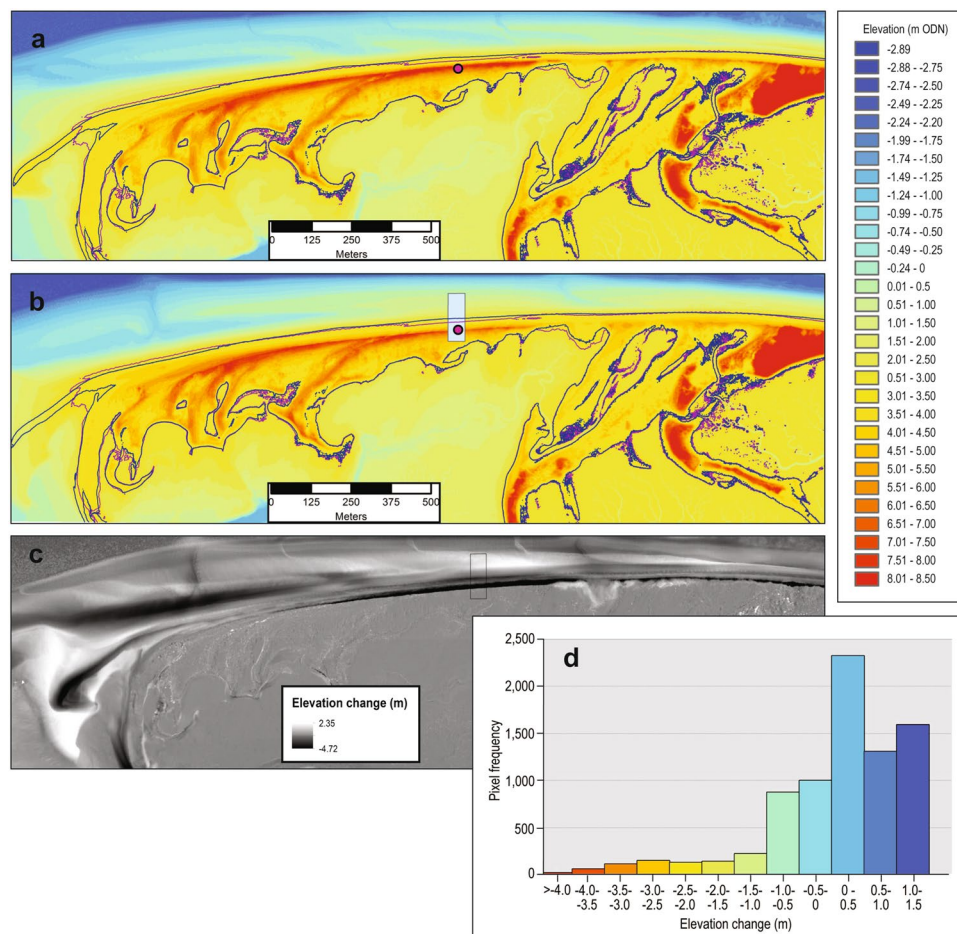 a
0 125 250 375 500
Meters
b
0 125 250 375 500
Meters
c
Elevation change (m)
2.35
-4.72
Elevation (m ODN)
-2.89
-2.88 - -2.75
-2.74 - -2.50
-2.49 - -2.25
-2.24 - -2.20
-1.99 - -1.75
-1.74 - -1.50
-1.49 - -1.25
-1.24 - -1.00
-0.99 - -0.75
-0.74 - -0.50
-0.49 - -0.25
-0.24 - 0
0.01 - 0.5
0.51 - 1.00
1.01 - 1.50
1.51 - 2.00
2.01 - 2.50
0.51 - 3.00
3.01 - 3.50
3.51 - 4.00
4.01 - 4.50
4.51 - 5.00
5.01 - 5.50
5.51 - 6.00
6.01 - 6.50
6.51 - 7.00
7.01 - 7.50
7.51 - 8.00
8.01 - 8.50
d
Pixel frequency
2,500
2,000
1,500
1,000
500
0
>-4.0 -4.0- -3.5- -3.0- -2.5- -2.0- -1.5- -1.0- -0.5- 0- 0.5- 1.0-
-3.5 -3.0 -2.5 -2.0 -1.5 -1.0 -0.5 0 0.5 1.0 1.5
Elevation change (m)